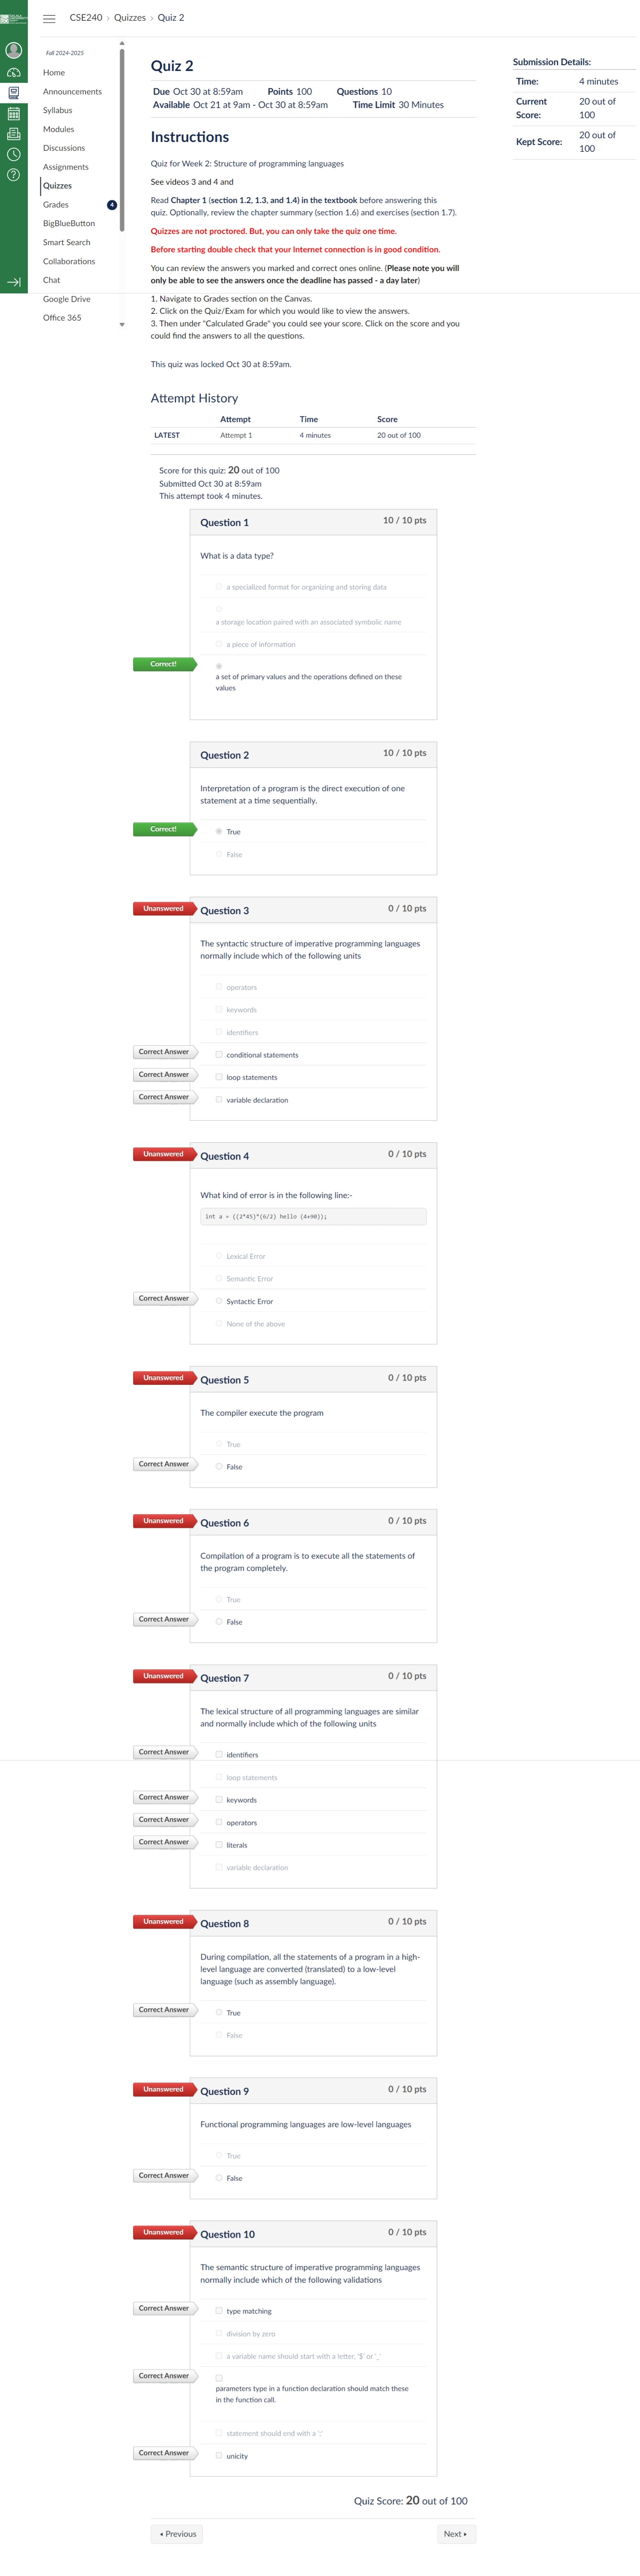 CSE240 › Quizzes › Quiz 2
Fall 2024-2025
Home
Announcements
Syllabus
Modules
Discussions
Assignments
Quizzes
Grades 4
BigBlueButton
Smart Search
Collaborations
Chat
Google Drive
Office 365
Quiz 2
Due Oct 30 at 8:59am Points 100 Questions 10
Available Oct 21 at 9am - Oct 30 at 8:59am Time Limit 30 Minutes
Submission Details:
Time: 4 minutes
Current Score: 20 out of 100
Kept Score: 20 out of 100
Instructions
Quiz for Week 2: Structure of programming languages
See videos 3 and 4 and
Read Chapter 1 (section 1.2, 1.3, and 1.4) in the textbook before answering this
quiz. Optionally, review the chapter summary (section 1.6) and exercises (section 1.7).
Quizzes are not proctored. But, you can only take the quiz one time.
Before starting double check that your Internet connection is in good condition.
You can review the answers you marked and correct ones online. (Please note you will
only be able to see the answers once the deadline has passed - a day later)
1. Navigate to Grades section on the Canvas.
2. Click on the Quiz/Exam for which you would like to view the answers.
3. Then under "Calculated Grade" you could see your score. Click on the score and you
could find the answers to all the questions.
This quiz was locked Oct 30 at 8:59am.
Attempt History
Attempt Time Score
LATEST Attempt 1 4 minutes 20 out of 100
Score for this quiz: 20 out of 100
Submitted Oct 30 at 8:59am
This attempt took 4 minutes.
Question 1 10 / 10 pts
What is a data type?
a specialized format for organizing and storing data
a storage location paired with an associated symbolic name
a piece of information
Correct!
a set of primary values and the operations defined on these
values
Question 2 10 / 10 pts
Interpretation of a program is the direct execution of one
statement at a time sequentially.
Correct! True
False
Unanswered Question 3 0 / 10 pts
The syntactic structure of imperative programming languages
normally include which of the following units
operators
keywords
identifiers
Correct Answer conditional statements
Correct Answer loop statements
Correct Answer variable declaration
Unanswered Question 4 0 / 10 pts
What kind of error is in the following line:-
int a = ((2*45)*(6/2) hello (4+90));
Lexical Error
Semantic Error
Correct Answer Syntactic Error
None of the above
Unanswered Question 5 0 / 10 pts
The compiler execute the program
True
Correct Answer False
Unanswered Question 6 0 / 10 pts
Compilation of a program is to execute all the statements of
the program completely.
True
Correct Answer False
Unanswered Question 7 0 / 10 pts
The lexical structure of all programming languages are similar
and normally include which of the following units
Correct Answer identifiers
loop statements
Correct Answer keywords
Correct Answer operators
Correct Answer literals
variable declaration
Unanswered Question 8 0 / 10 pts
During compilation, all the statements of a program in a high-
level language are converted (translated) to a low-level
language (such as assembly language).
Correct Answer True
False
Unanswered Question 9 0 / 10 pts
Functional programming languages are low-level languages
True
Correct Answer False
Unanswered Question 10 0 / 10 pts
The semantic structure of imperative programming languages
normally include which of the following validations
Correct Answer type matching
division by zero
a variable name should start with a letter, '$' or '_'
Correct Answer
parameters type in a function declaration should match these
in the function call.
statement should end with a ';'
Correct Answer unicity
Quiz Score: 20 out of 100
◂ Previous
Next ▸